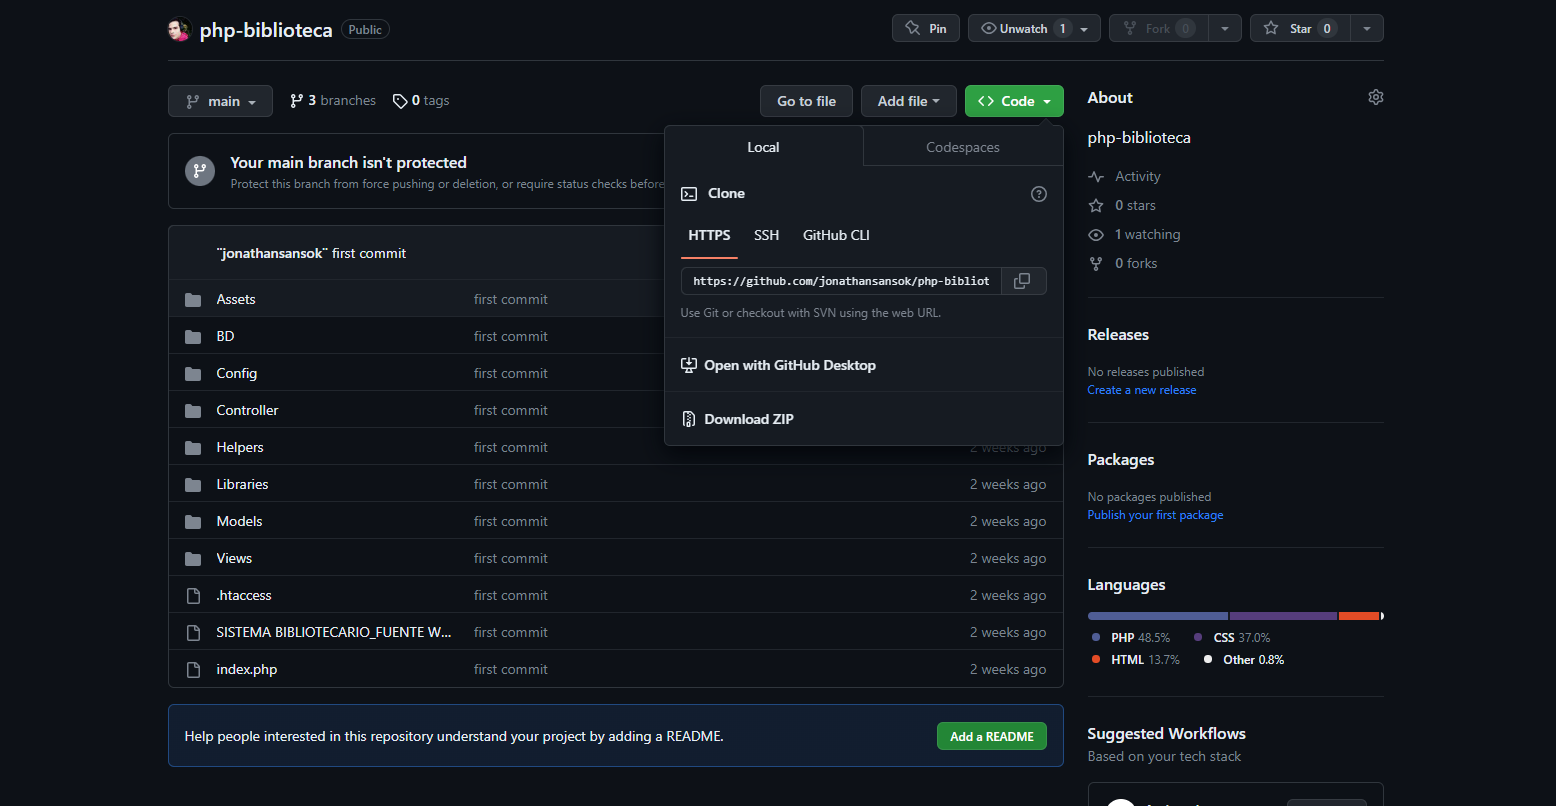 php-biblioteca Public
Pin
Unwatch 1
Fork 0
Star 0
main
3 branches
0 tags
Go to file
Add file
Code
Your main branch isn't protected
Protect this branch from force pushing or deletion, or require status checks before
¨jonathansansok¨ first commit
Assets first commit
BD first commit
Config first commit
Controller first commit
Helpers first commit 2 weeks ago
Libraries first commit 2 weeks ago
Models first commit 2 weeks ago
Views first commit 2 weeks ago
.htaccess first commit 2 weeks ago
SISTEMA BIBLIOTECARIO_FUENTE W... first commit 2 weeks ago
index.php first commit 2 weeks ago
Help people interested in this repository understand your project by adding a README.
Add a README
Local
Codespaces
Clone
HTTPS SSH GitHub CLI
https://github.com/jonathansansok/php-bibliot
Use Git or checkout with SVN using the web URL.
Open with GitHub Desktop
Download ZIP
About
php-biblioteca
Activity
0 stars
1 watching
0 forks
Releases
No releases published
Create a new release
Packages
No packages published
Publish your first package
Languages
PHP 48.5% CSS 37.0%
HTML 13.7% Other 0.8%
Suggested Workflows
Based on your tech stack